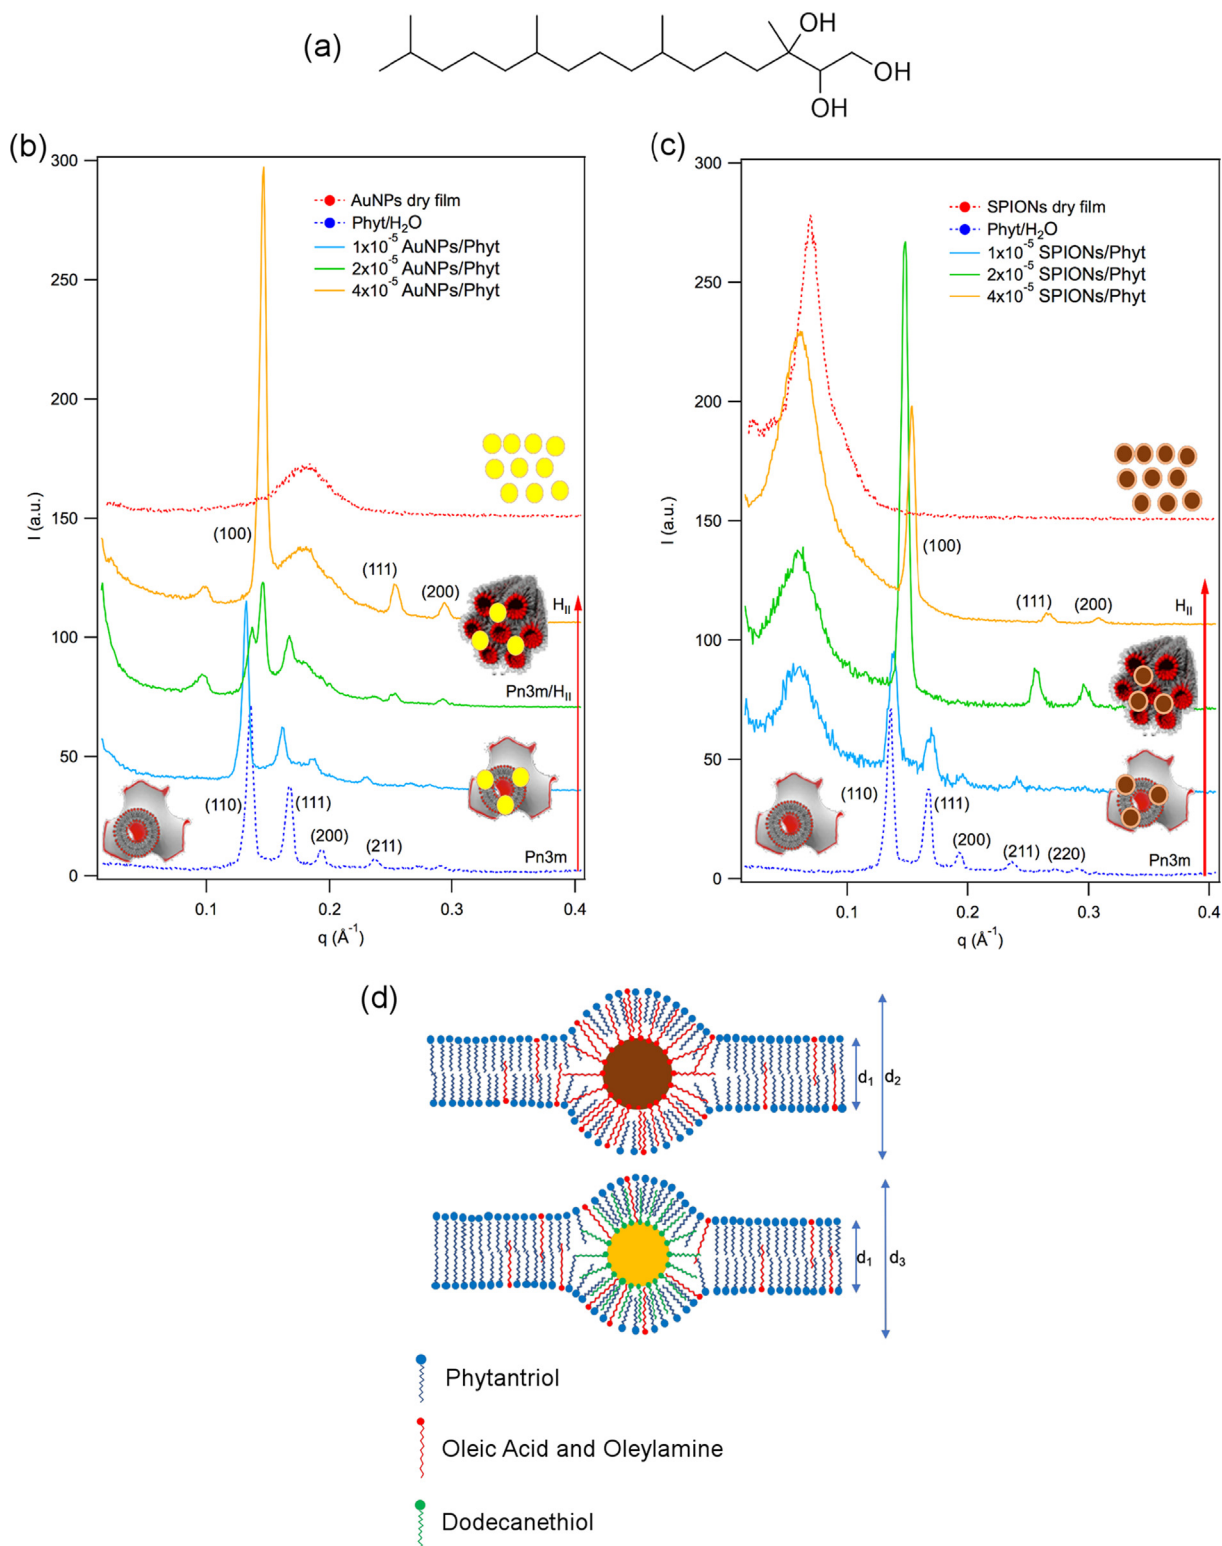 (a)
OH
OH
OH
(b)
300
250
200
150
100
50
0
I (a.u.)
AuNPs dry film
Phyt/H₂O
1x10⁻⁵ AuNPs/Phyt
2x10⁻⁵ AuNPs/Phyt
4x10⁻⁵ AuNPs/Phyt
(100)
(111)
(200)
H_II
Pn3m/H_II
(110)
(111)
(200)
(211)
Pn3m
0.1
0.2
0.3
0.4
q (Å⁻¹)
(c)
300
250
200
150
100
50
0
I (a.u.)
SPIONs dry film
Phyt/H₂O
1x10⁻⁵ SPIONs/Phyt
2x10⁻⁵ SPIONs/Phyt
4x10⁻⁵ SPIONs/Phyt
(100)
(111)
(200)
H_II
(110)
(111)
(200)
(211)
(220)
Pn3m
0.1
0.2
0.3
0.4
q (Å⁻¹)
(d)
d₁
d₂
d₁
d₃
Phytantriol
Oleic Acid and Oleylamine
Dodecanethiol